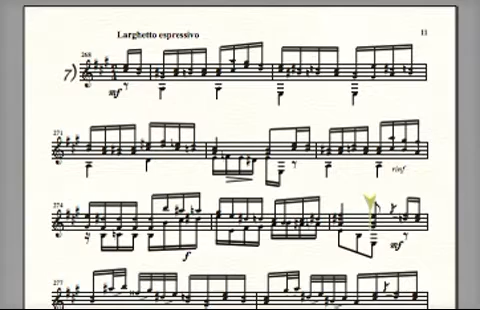 Larghetto espressivo
11
268
7)
mf
271
rinf
274
f
mf
277